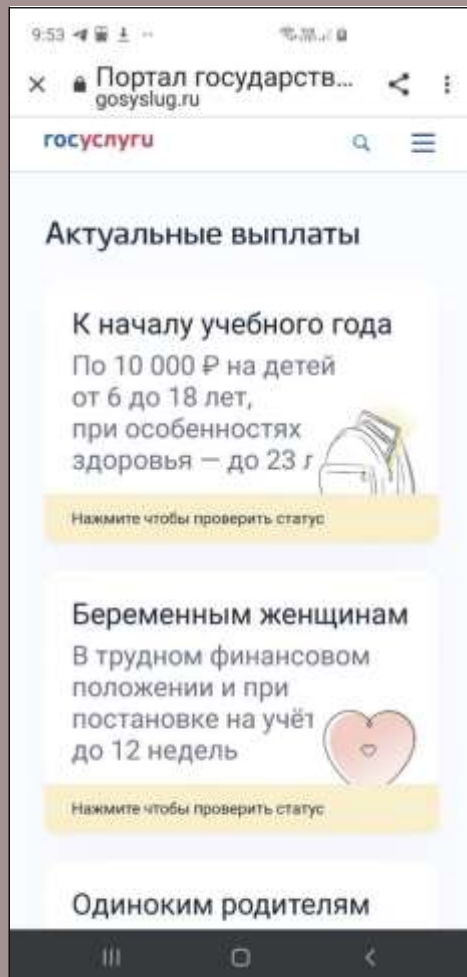 9:53
Портал государств...
gosyslug.ru
госуслуги
Актуальные выплаты
К началу учебного года
По 10 000 ₽ на детей
от 6 до 18 лет,
при особенностях
здоровья — до 23 г
Нажмите чтобы проверить статус
Беременным женщинам
В трудном финансовом
положении и при
постановке на учёт
до 12 недель
Нажмите чтобы проверить статус
Одиноким родителям